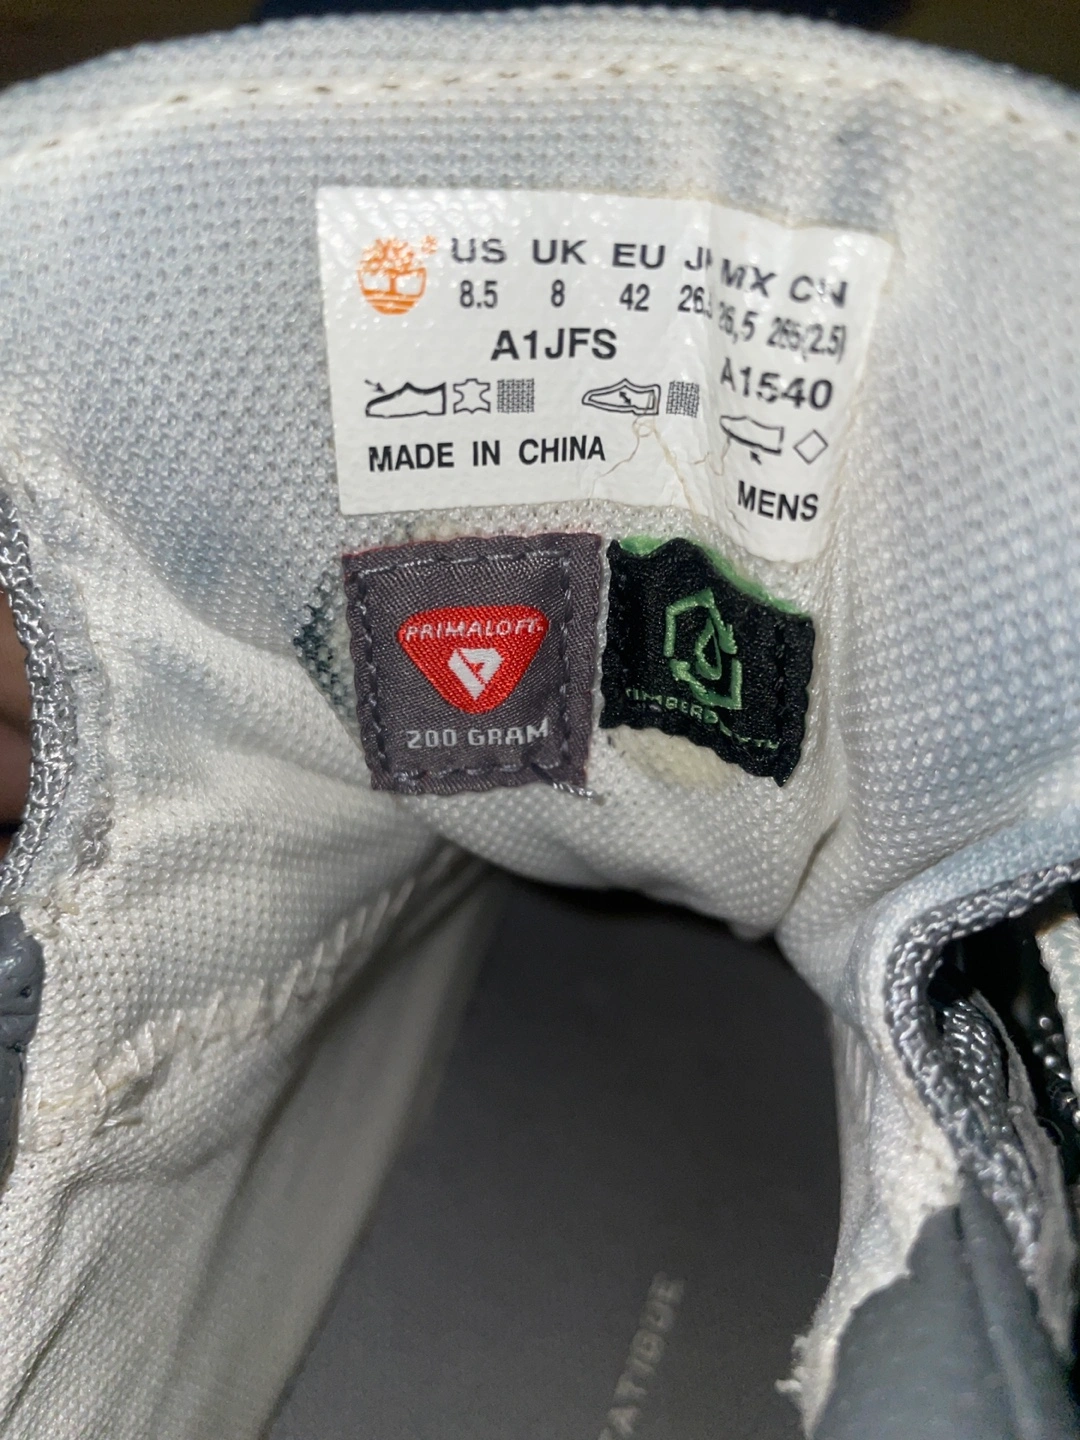 US UK EU MX CN
8.5 8 42 26,5 265(2.5)
A1JFS A1540
MADE IN CHINA
MENS
PRIMALOFT
200 GRAM